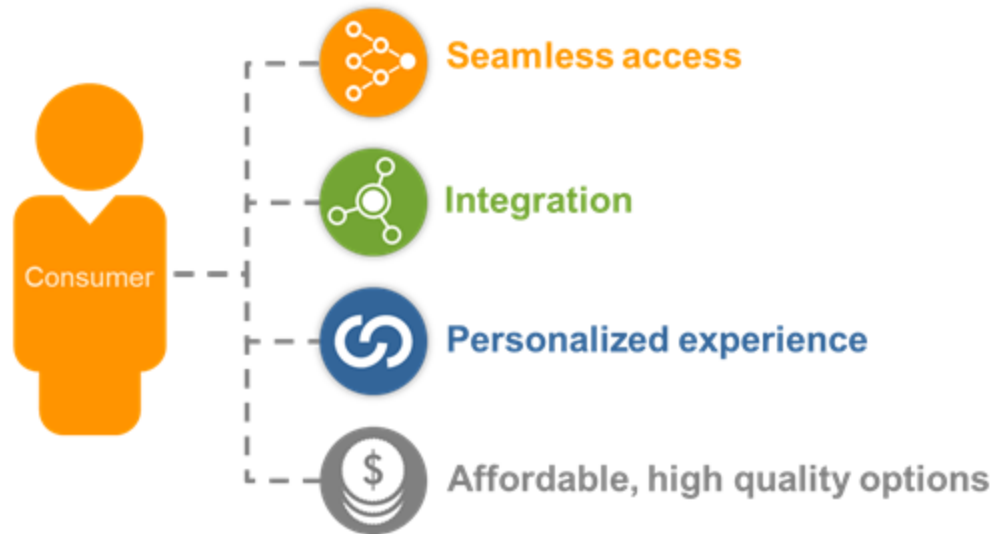 Seamless access
Integration
Consumer
Personalized experience
$
Affordable, high quality options